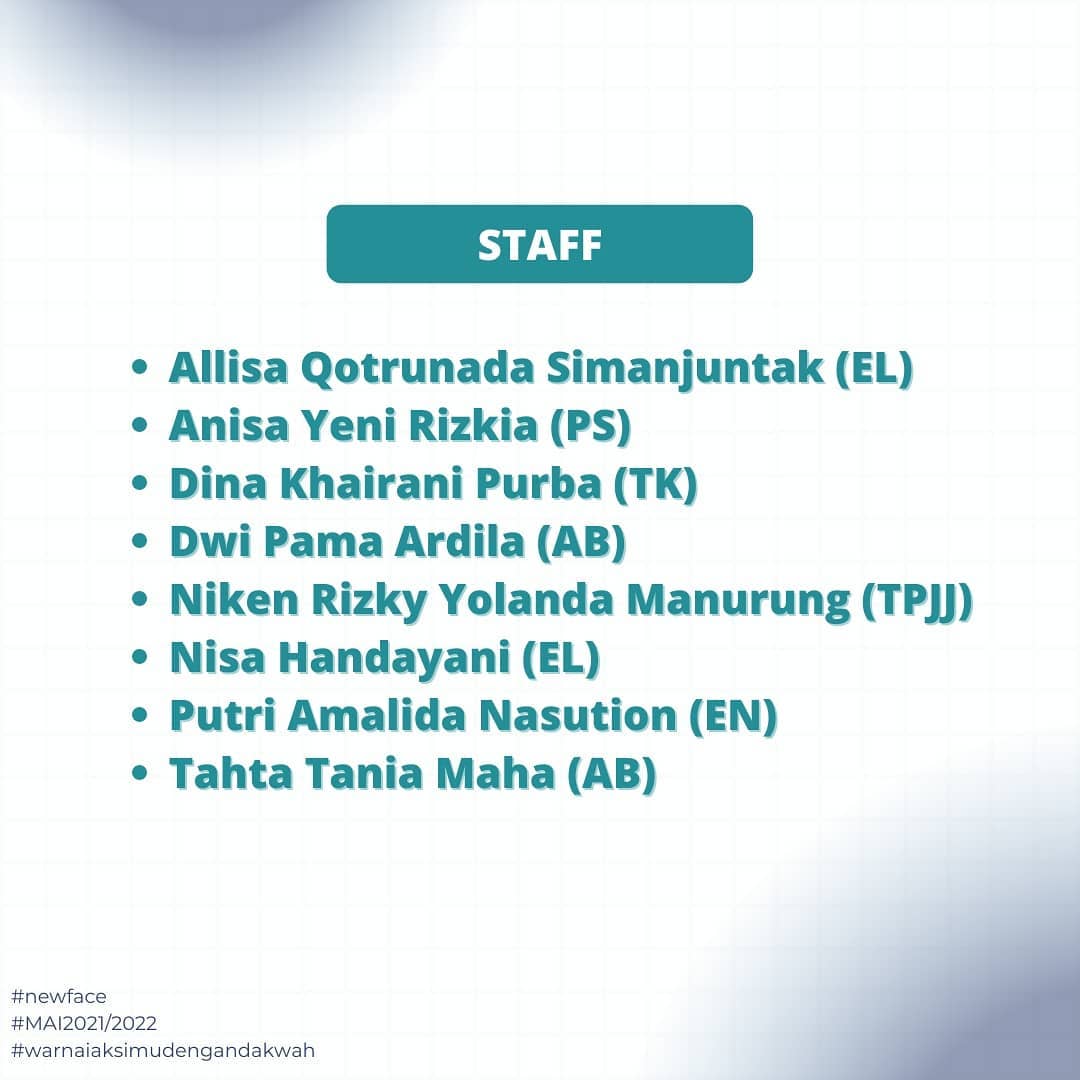 STAFF
• Allisa Qotrunada Simanjuntak (EL)
• Anisa Yeni Rizkia (PS)
• Dina Khairani Purba (TK)
• Dwi Pama Ardila (AB)
• Niken Rizky Yolanda Manurung (TPJJ)
• Nisa Handayani (EL)
• Putri Amalida Nasution (EN)
• Tahta Tania Maha (AB)
#newface
#MAI2021/2022
#warnaiaksimudengandakwah